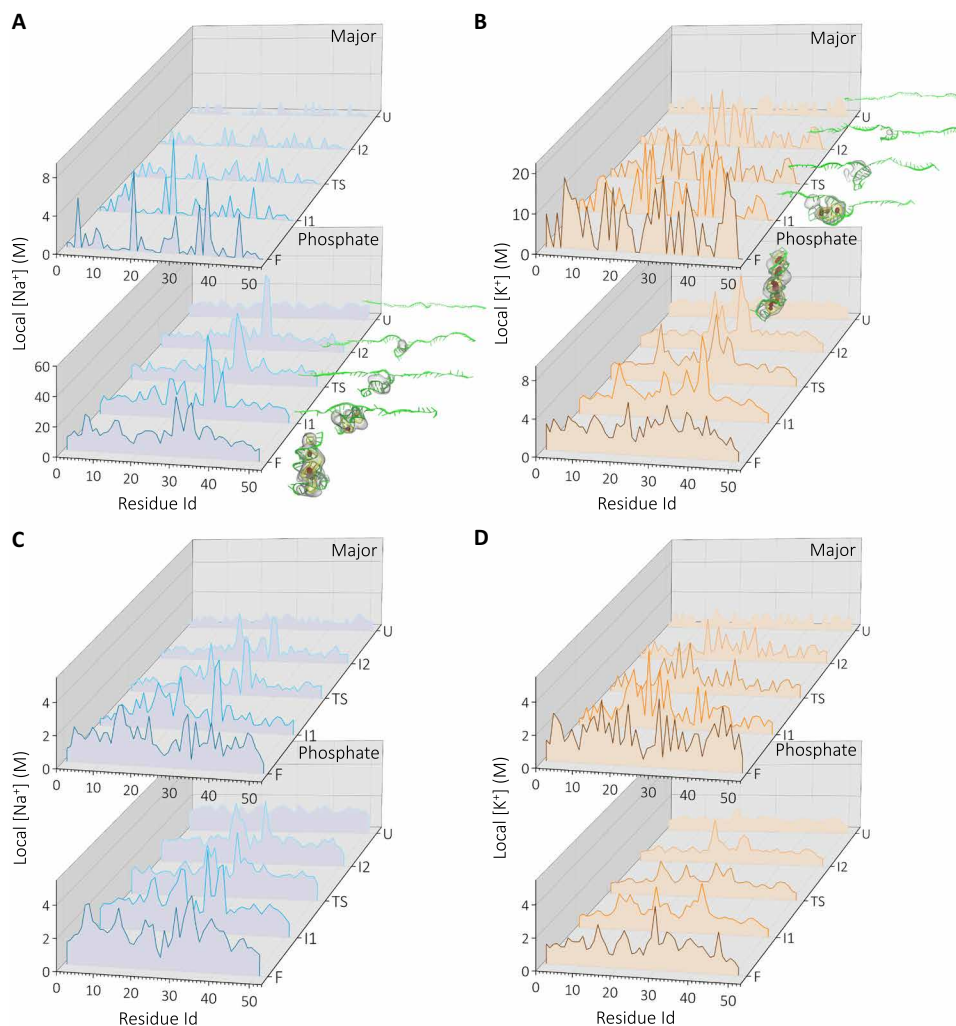 A
Major
U
I2
TS
I1
F
8
4
0
0 10 20 30 40 50
Local [Na⁺] (M)
Phosphate
U
I2
TS
I1
F
60
40
20
0
0 10 20 30 40 50
Residue Id
B
Major
U
I2
TS
I1
F
20
10
0
0 10 20 30 40 50
Local [K⁺] (M)
Phosphate
U
I2
TS
I1
F
8
4
0
0 10 20 30 40 50
Residue Id
C
Major
U
I2
TS
I1
F
4
2
0
0 10 20 30 40 50
Local [Na⁺] (M)
Phosphate
U
I2
TS
I1
F
4
2
0
0 10 20 30 40 50
Residue Id
D
Major
U
I2
TS
I1
F
4
2
0
0 10 20 30 40 50
Local [K⁺] (M)
Phosphate
U
I2
TS
I1
F
4
2
0
0 10 20 30 40 50
Residue Id